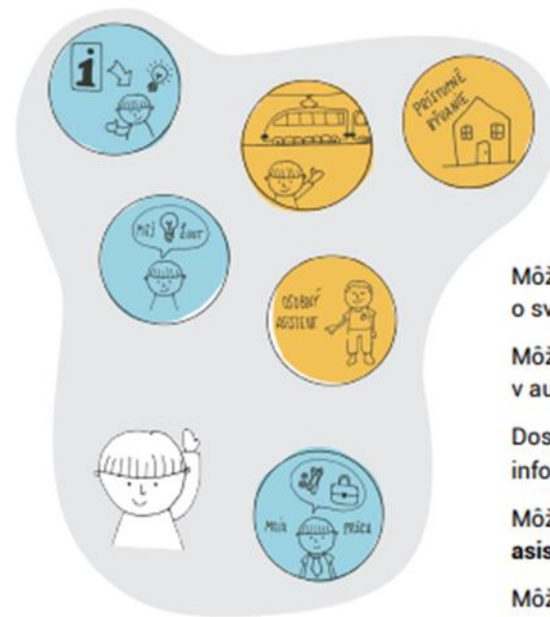 i
PRÍSTUPNÉ
BÝVANIE
MÔJ ŽIVOT
OSOBNÝ
ASISTENT
MOJA PRÁCA
Môž
o sv
Môž
v au
Dos
info
Môž
asis
Môž